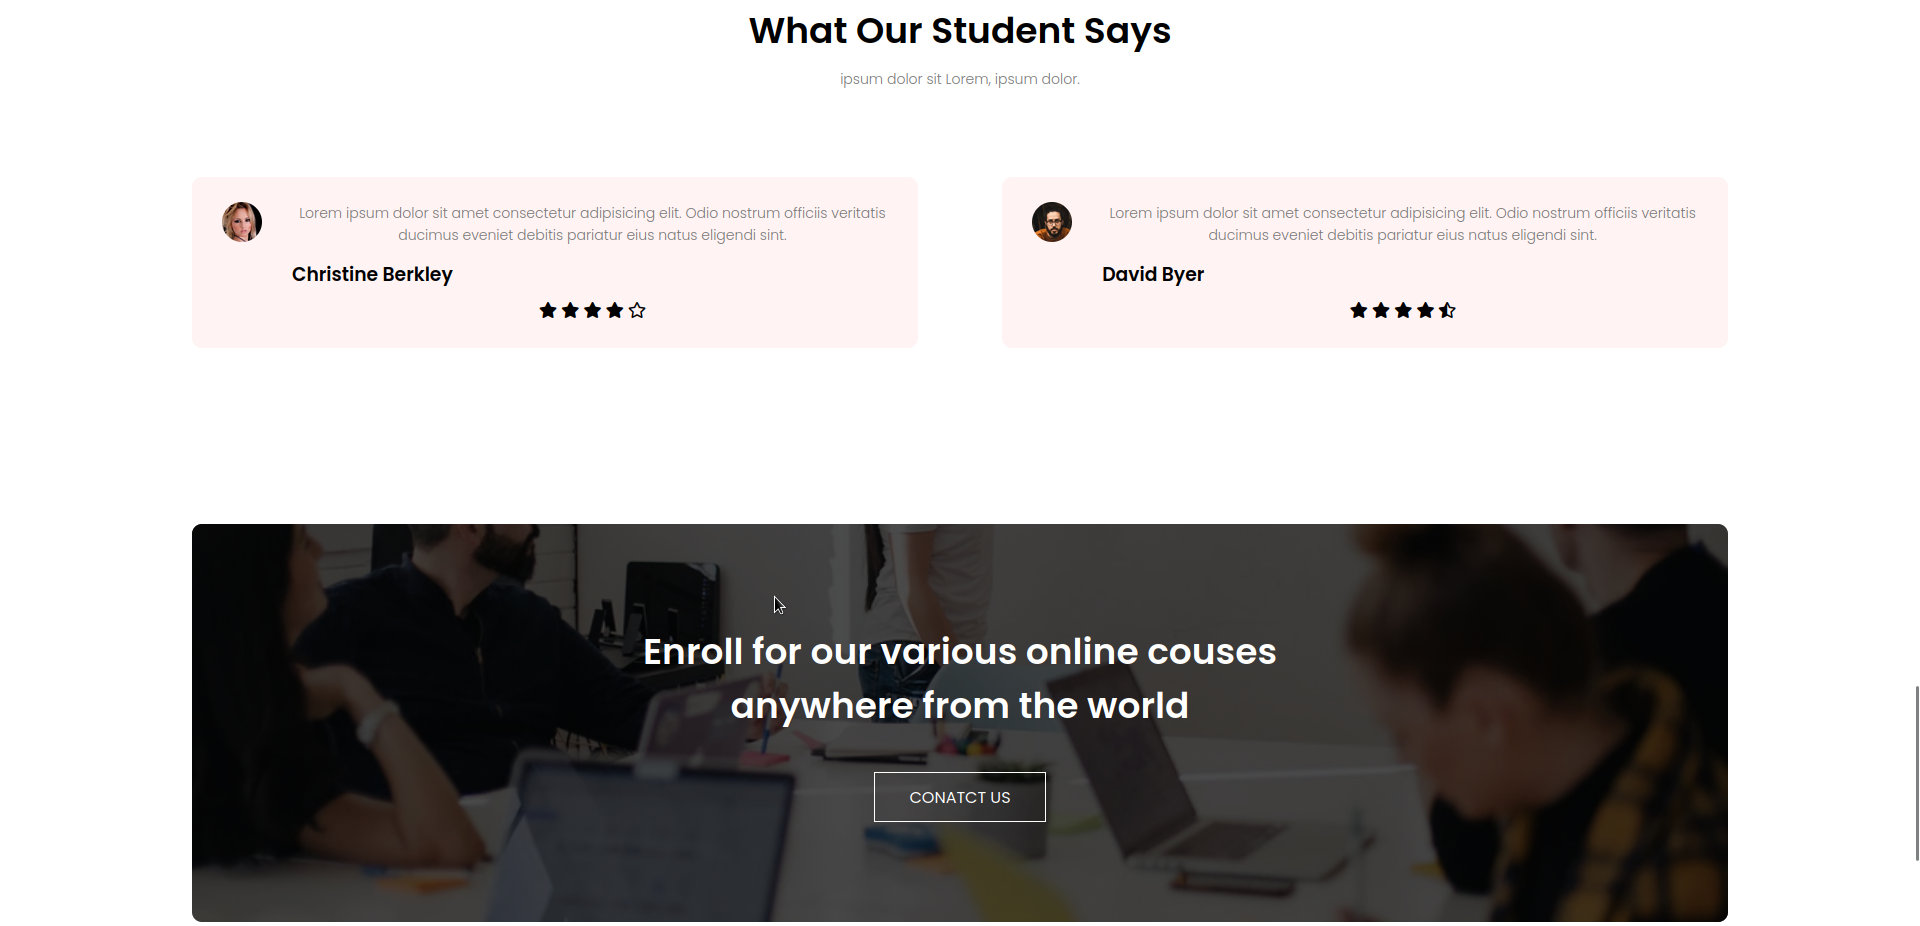 What Our Student Says
ipsum dolor sit Lorem, ipsum dolor.
Lorem ipsum dolor sit amet consectetur adipisicing elit. Odio nostrum officiis veritatis
ducimus eveniet debitis pariatur eius natus eligendi sint.
Christine Berkley
Lorem ipsum dolor sit amet consectetur adipisicing elit. Odio nostrum officiis veritatis
ducimus eveniet debitis pariatur eius natus eligendi sint.
David Byer
Enroll for our various online couses
anywhere from the world
CONATCT US